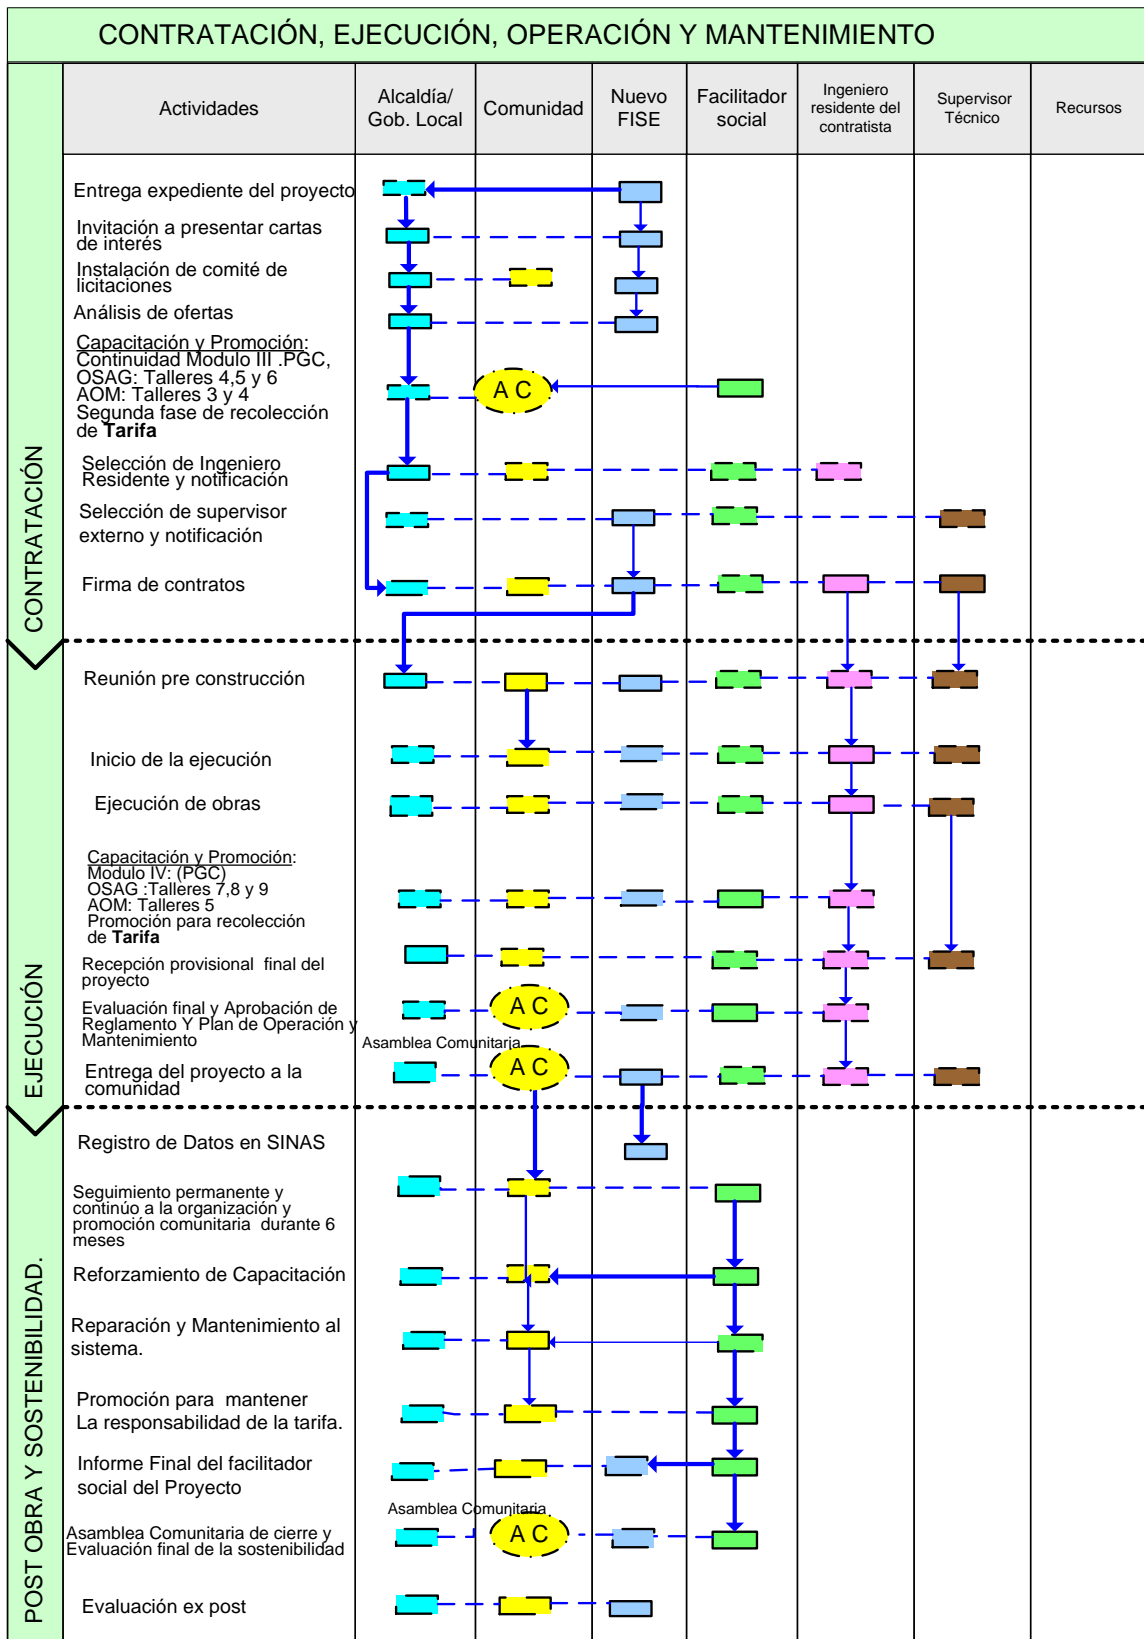 CONTRATACIÓN, EJECUCIÓN, OPERACIÓN Y MANTENIMIENTO
Actividades
Alcaldía/
Gob. Local
Comunidad
Nuevo
FISE
Facilitador
social
Ingeniero
residente del
contratista
Supervisor
Técnico
Recursos
CONTRATACIÓN
Entrega expediente del proyecto
Invitación a presentar cartas
de interés
Instalación de comité de
licitaciones
Análisis de ofertas
Capacitación y Promoción:
Continuidad Modulo III .PGC,
OSAG: Talleres 4,5 y 6
AOM: Talleres 3 y 4
Segunda fase de recolección
de Tarifa
A C
Selección de Ingeniero
Residente y notificación
Selección de supervisor
externo y notificación
Firma de contratos
EJECUCIÓN
Reunión pre construcción
Inicio de la ejecución
Ejecución de obras
Capacitación y Promoción:
Modulo IV: (PGC)
OSAG :Talleres 7,8 y 9
AOM: Talleres 5
Promoción para recolección
de Tarifa
Recepción provisional final del
proyecto
Evaluación final y Aprobación de
Reglamento Y Plan de Operación y
Mantenimiento
A C
Asamblea Comunitaria
Entrega del proyecto a la
comunidad
A C
POST OBRA Y SOSTENIBILIDAD.
Registro de Datos en SINAS
Seguimiento permanente y
continúo a la organización y
promoción comunitaria durante 6
meses
Reforzamiento de Capacitación
Reparación y Mantenimiento al
sistema.
Promoción para mantener
La responsabilidad de la tarifa.
Informe Final del facilitador
social del Proyecto
Asamblea Comunitaria
Asamblea Comunitaria de cierre y
Evaluación final de la sostenibilidad
A C
Evaluación ex post